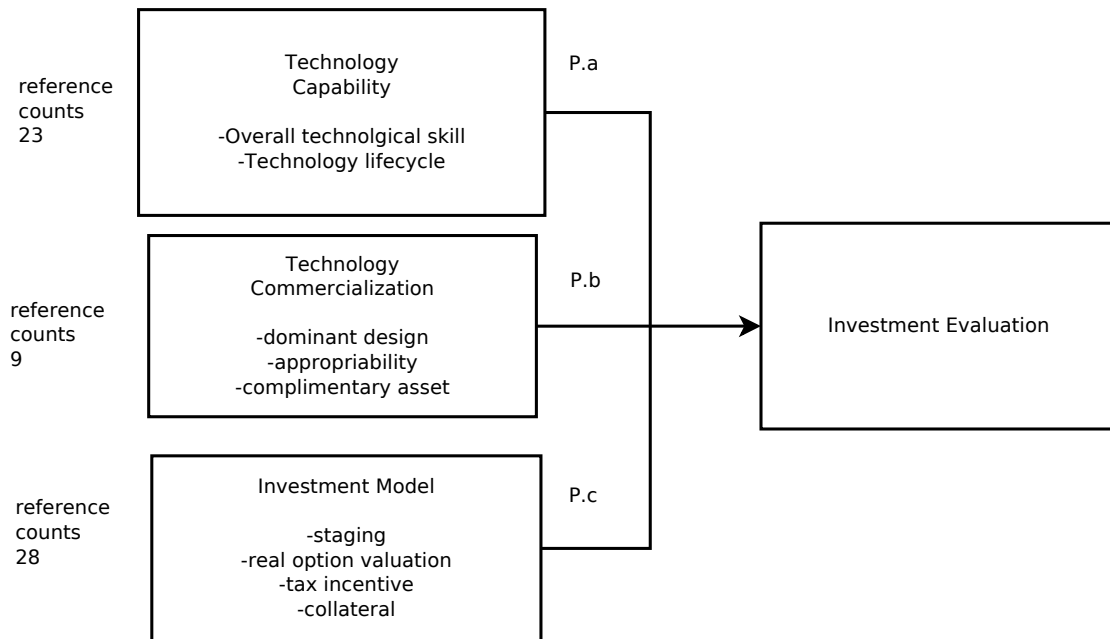 reference
counts
23
Technology
Capability
-Overall technolgical skill
-Technology lifecycle
P.a
reference
counts
9
Technology
Commercialization
-dominant design
-appropriability
-complimentary asset
P.b
Investment Evaluation
reference
counts
28
Investment Model
-staging
-real option valuation
-tax incentive
-collateral
P.c